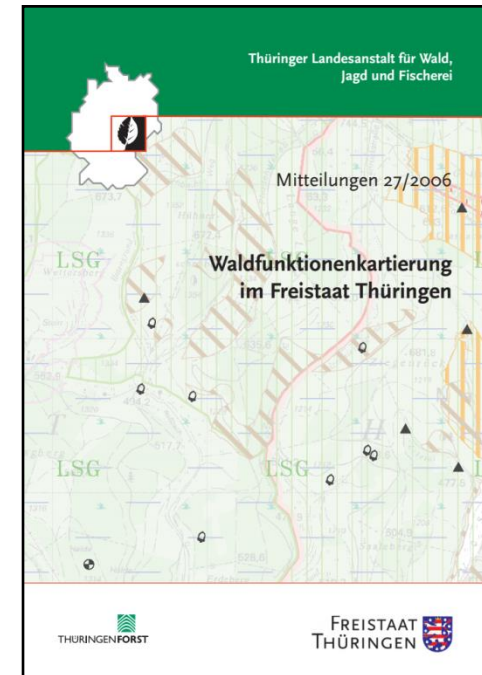 Thüringer Landesanstalt für Wald,
Jagd und Fischerei
Mitteilungen 27/2006
Waldfunktionenkartierung
im Freistaat Thüringen
LSG
LSG
LSG
THÜRINGENFORST
FREISTAAT
THÜRINGEN